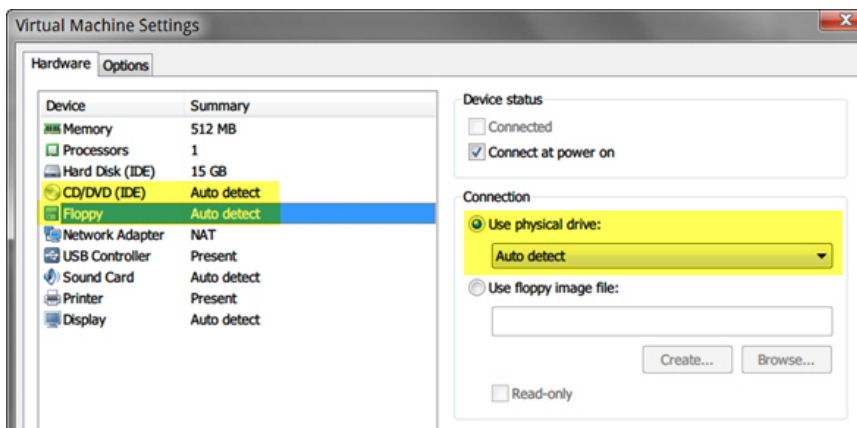 Virtual Machine Settings
Hardware Options
Device Summary
Memory 512 MB
Processors 1
Hard Disk (IDE) 15 GB
CD/DVD (IDE) Auto detect
Floppy Auto detect
Network Adapter NAT
USB Controller Present
Sound Card Auto detect
Printer Present
Display Auto detect
Device status
Connected
Connect at power on
Connection
Use physical drive:
Auto detect
Use floppy image file:
Create... Browse...
Read-only